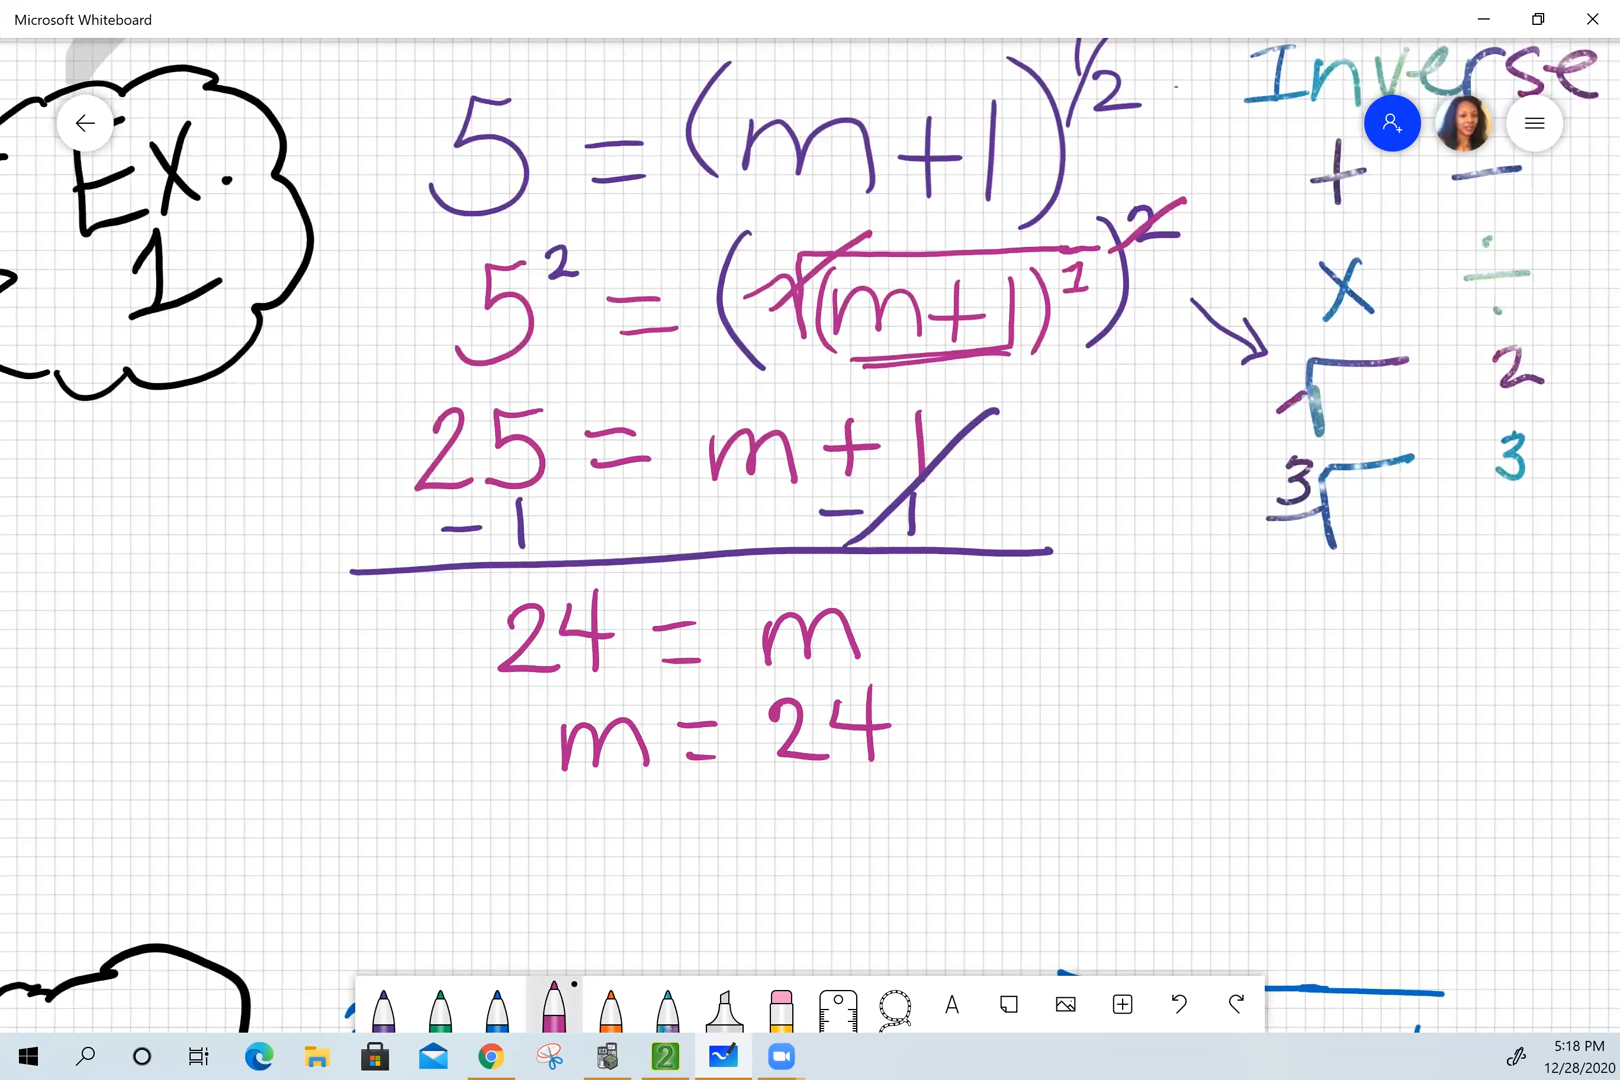 Microsoft Whiteboard
EX.
1
5 = (m+1)^1/2
5² = (√(m+1)¹)²
25 = m + 1
-1 -1
24 = m
m = 24
Inverse
+ −
× ÷
√ 2
3√ 3
A
2
5:18 PM
12/28/2020